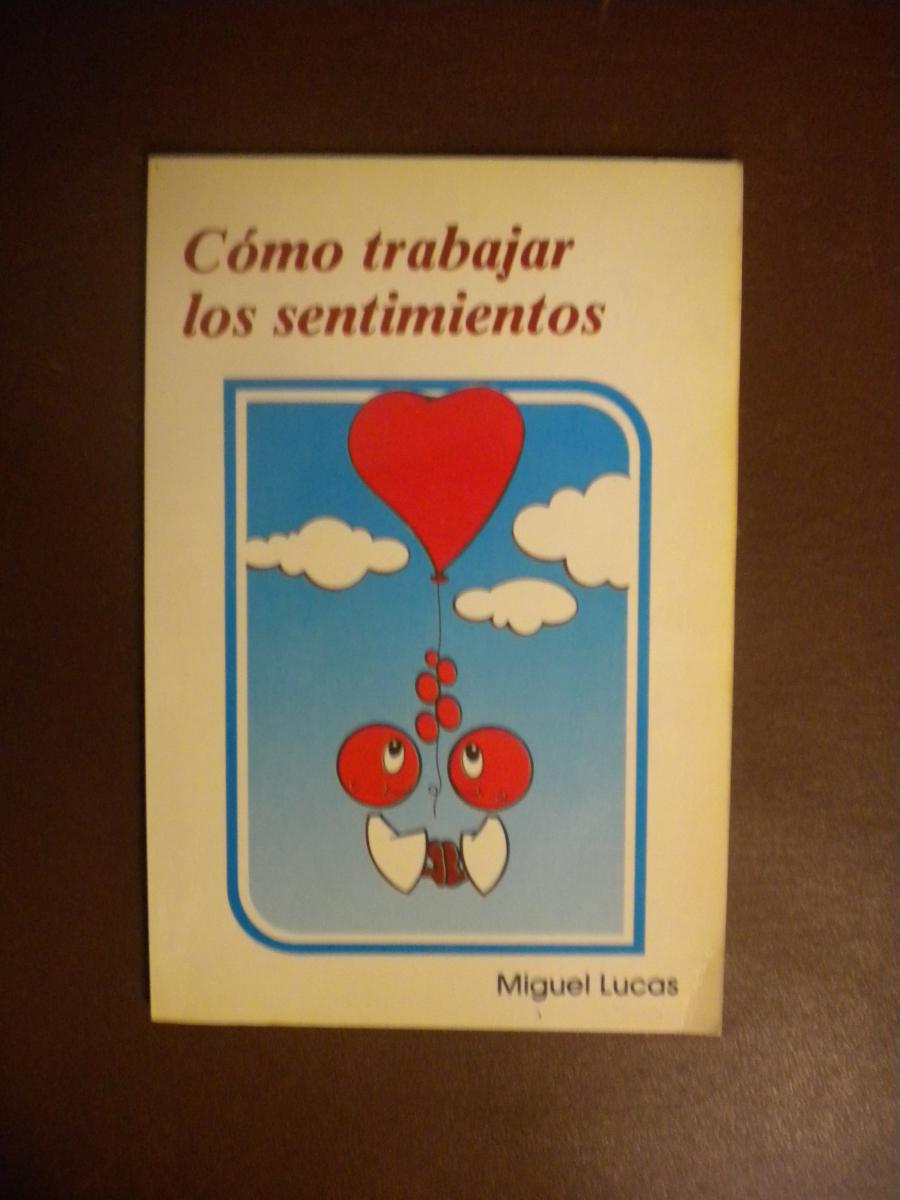 Cómo trabajar
los sentimientos
Miguel Lucas